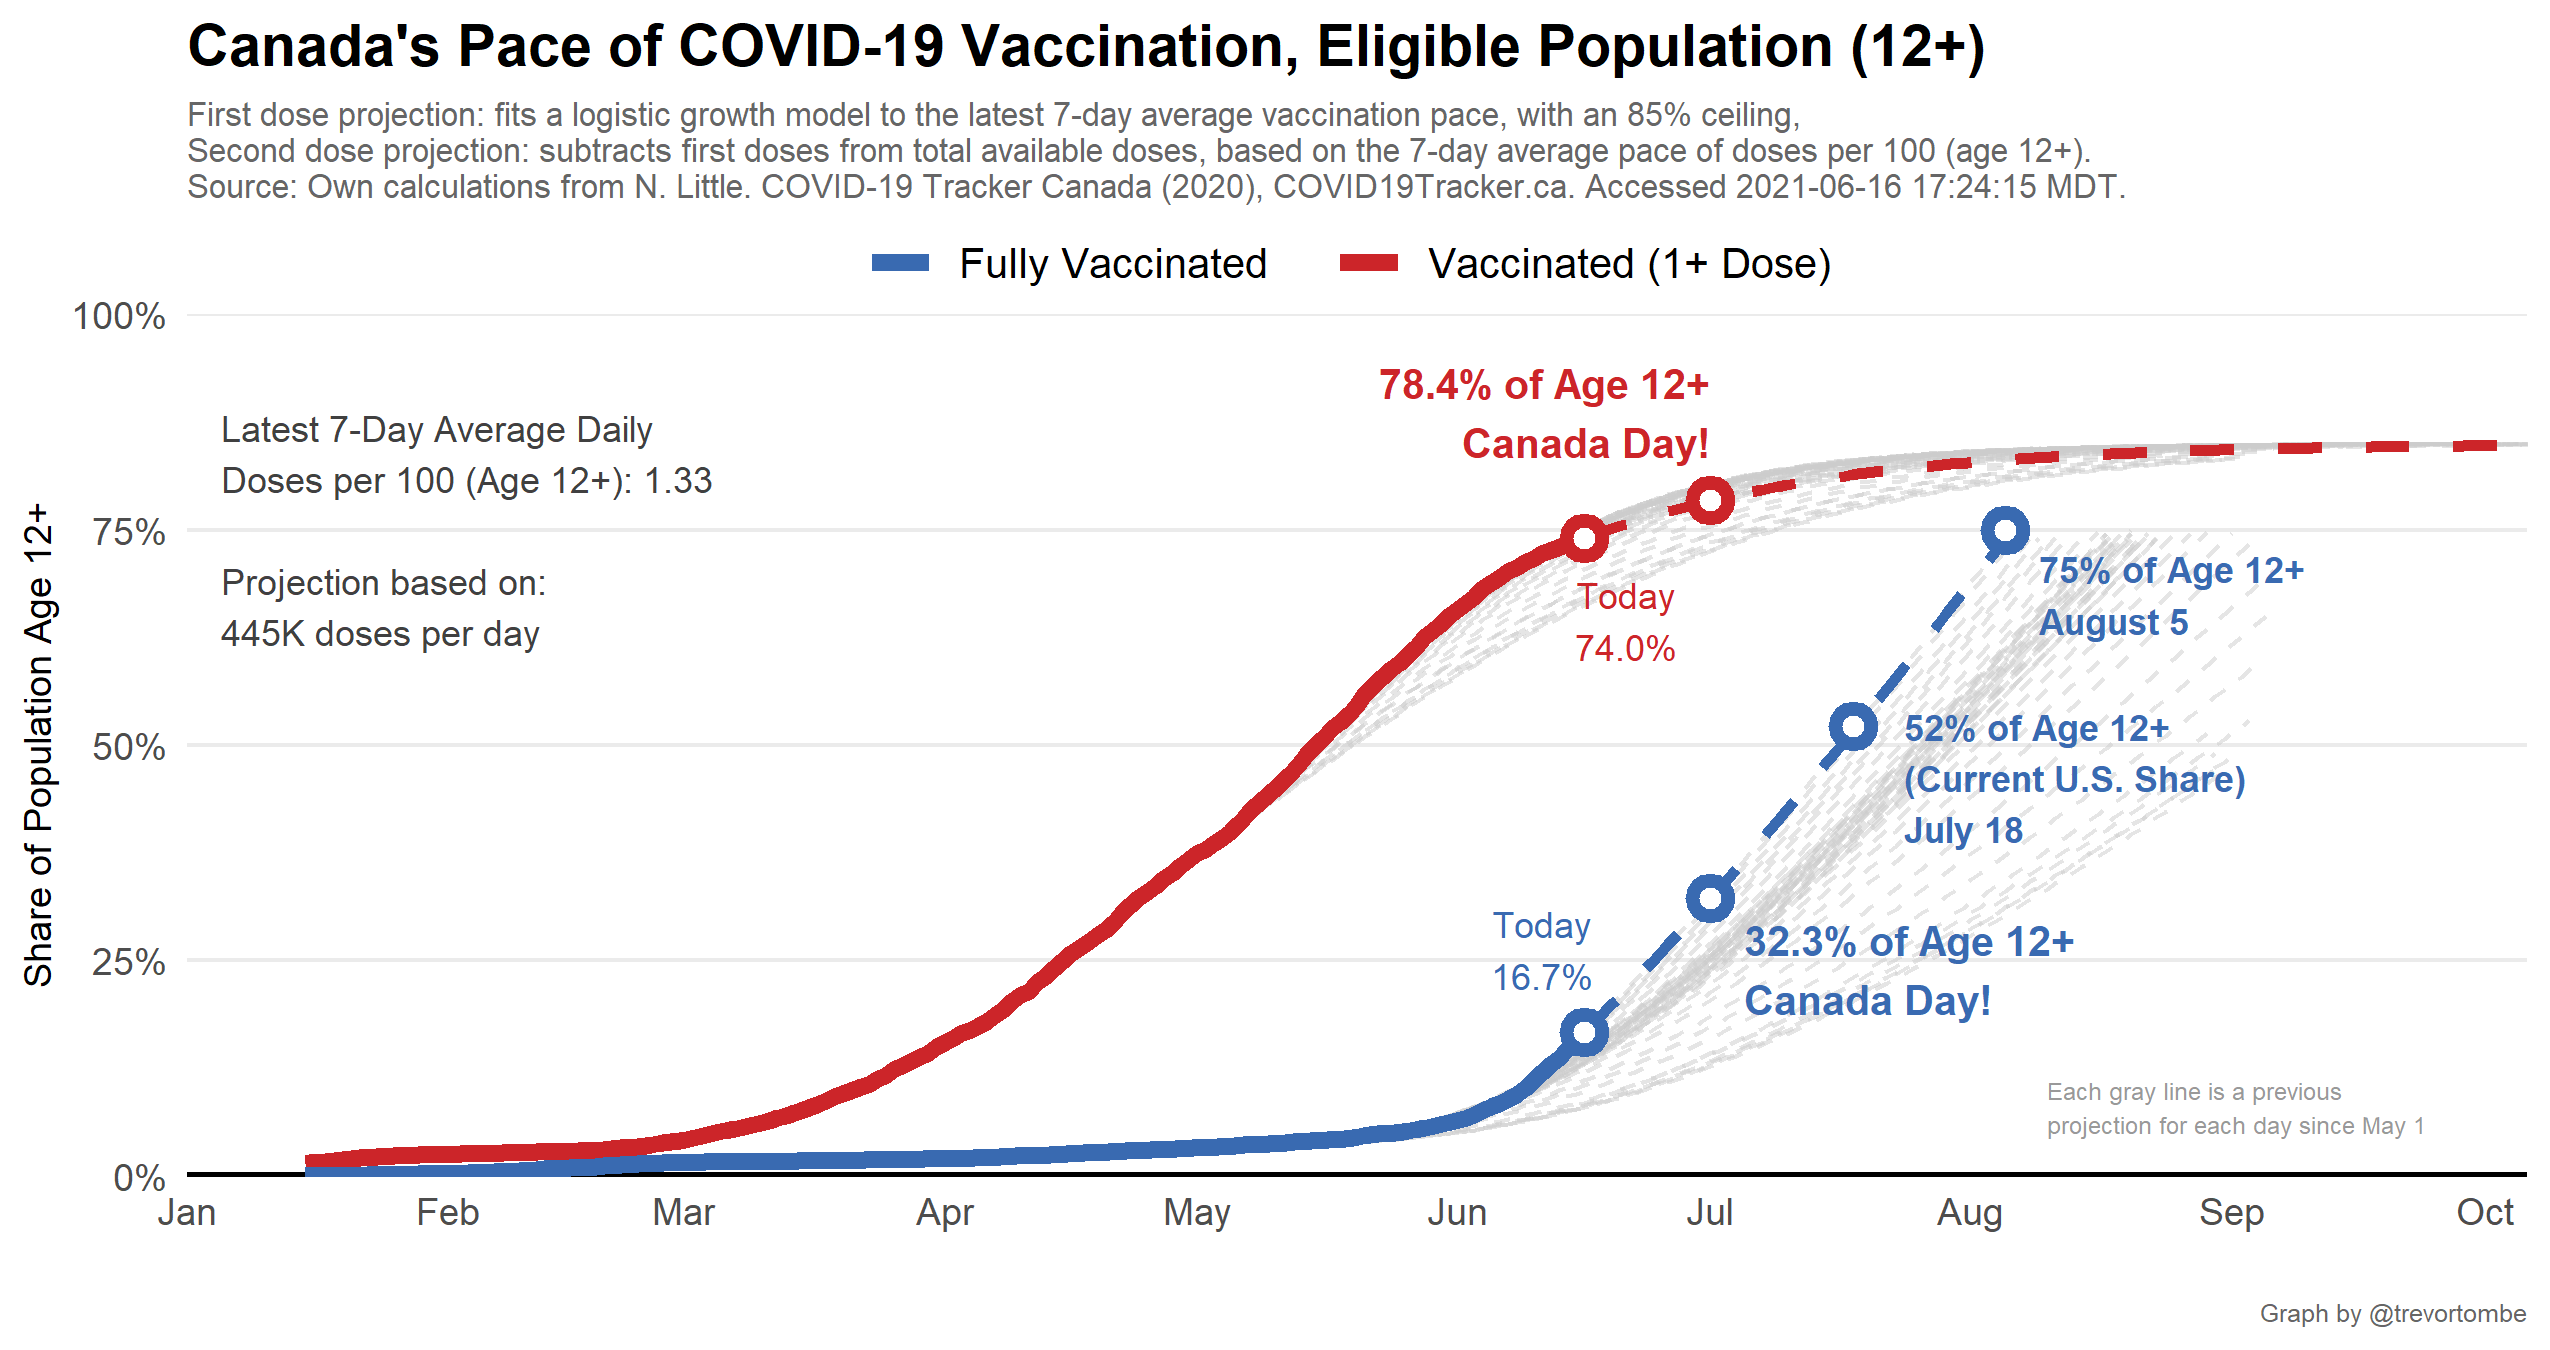 Canada's Pace of COVID-19 Vaccination, Eligible Population (12+)
First dose projection: fits a logistic growth model to the latest 7-day average vaccination pace, with an 85% ceiling,
Second dose projection: subtracts first doses from total available doses, based on the 7-day average pace of doses per 100 (age 12+).
Source: Own calculations from N. Little. COVID-19 Tracker Canada (2020), COVID19Tracker.ca. Accessed 2021-06-16 17:24:15 MDT.
Fully Vaccinated
Vaccinated (1+ Dose)
Share of Population Age 12+
100%
75%
50%
25%
0%
Latest 7-Day Average Daily
Doses per 100 (Age 12+): 1.33
Projection based on:
445K doses per day
78.4% of Age 12+
Canada Day!
Today
74.0%
75% of Age 12+
August 5
52% of Age 12+
(Current U.S. Share)
July 18
Today
16.7%
32.3% of Age 12+
Canada Day!
Each gray line is a previous
projection for each day since May 1
Jan
Feb
Mar
Apr
May
Jun
Jul
Aug
Sep
Oct
Graph by @trevortombe